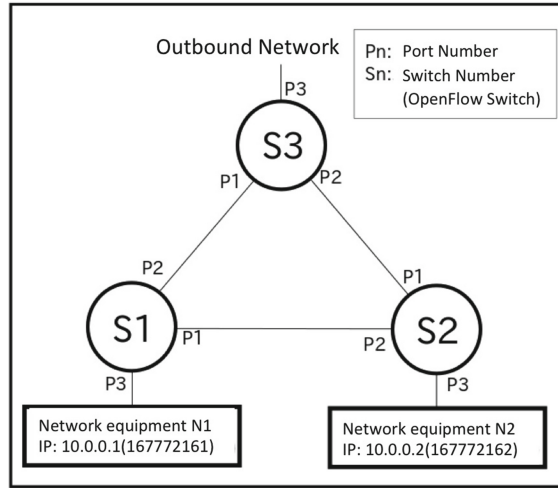 Outbound Network
Pn: Port Number
Sn: Switch Number
(OpenFlow Switch)
P3
S3
P1
P2
P2
P1
S1
P1
P2
S2
P3
P3
Network equipment N1
IP: 10.0.0.1(167772161)
Network equipment N2
IP: 10.0.0.2(167772162)